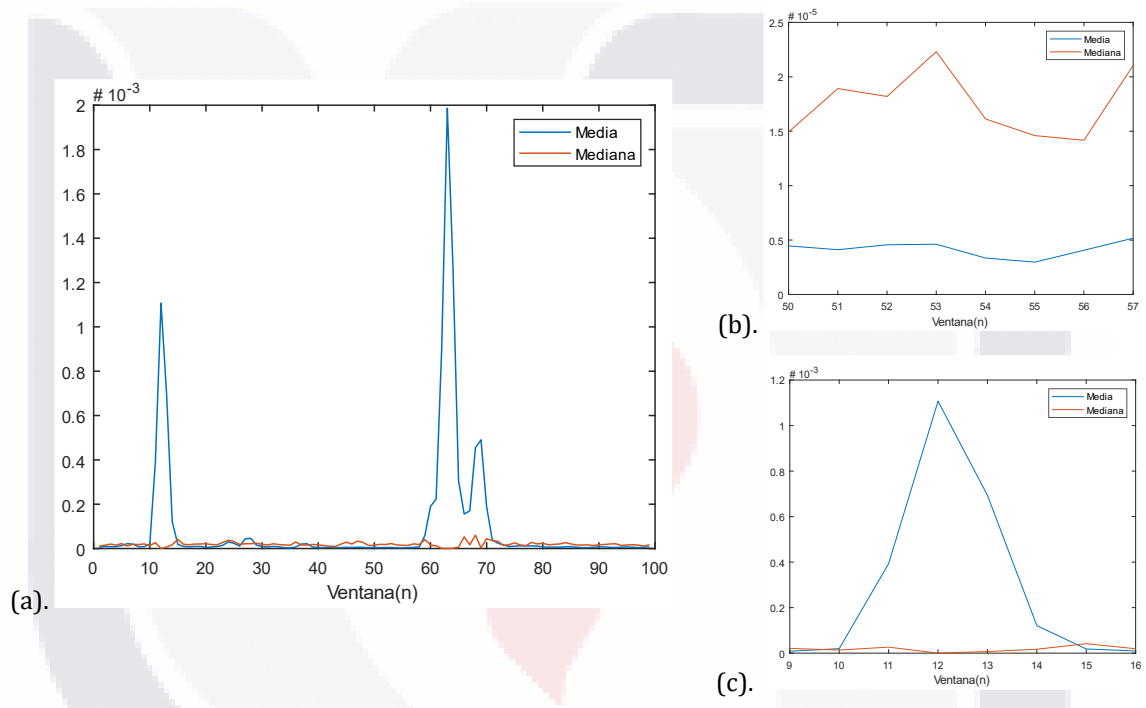 # 10^-3
2
1.8
1.6
1.4
1.2
1
0.8
0.6
0.4
0.2
0
0 10 20 30 40 50 60 70 80 90 100
Media
Mediana
Ventana(n)
(a).
# 10^-5
2.5
2
1.5
1
0.5
0
50 51 52 53 54 55 56 57
Media
Mediana
Ventana(n)
(b).
# 10^-3
1.2
1
0.8
0.6
0.4
0.2
0
9 10 11 12 13 14 15 16
Media
Mediana
Ventana(n)
(c).